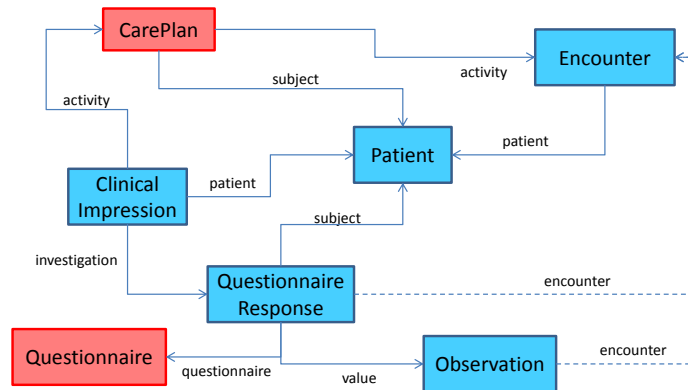 CarePlan
Encounter
subject
activity
activity
Patient
patient
Clinical
Impression
patient
subject
investigation
Questionnaire
Response
encounter
Questionnaire
questionnaire
value
Observation
encounter